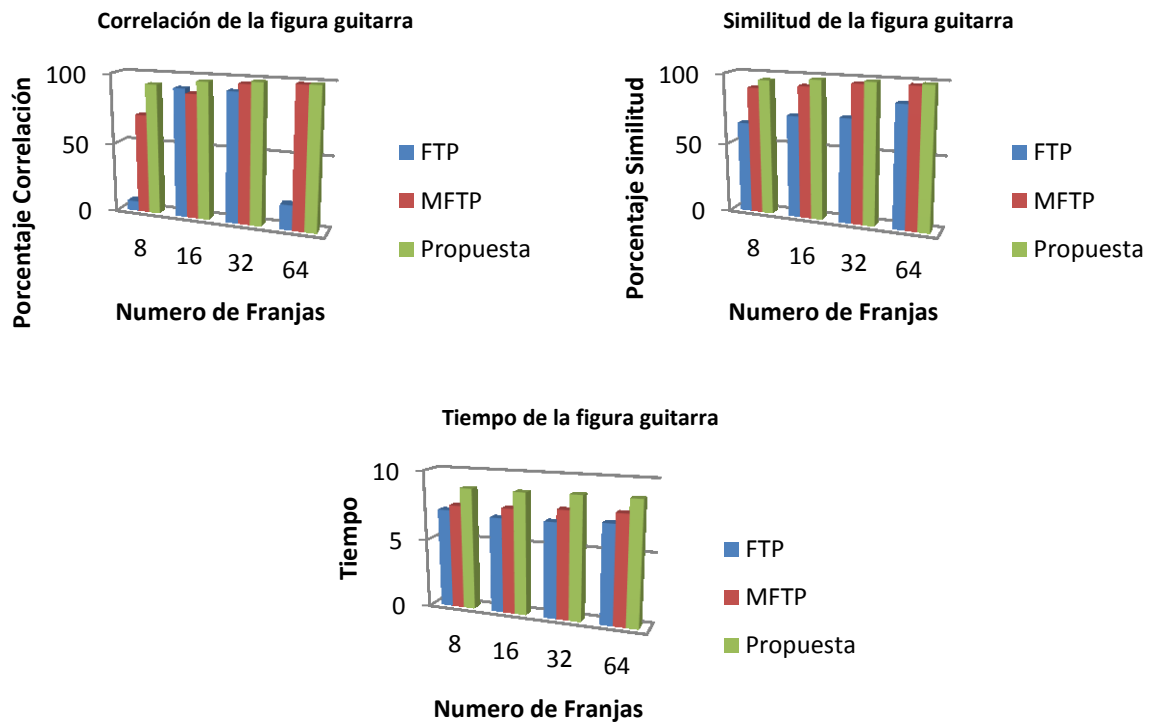 Correlación de la figura guitarra
Porcentaje Correlación
100
50
0
8 16 32 64
Numero de Franjas
FTP
MFTP
Propuesta
Similitud de la figura guitarra
Porcentaje Similitud
100
50
0
8 16 32 64
Numero de Franjas
FTP
MFTP
Propuesta
Tiempo de la figura guitarra
Tiempo
10
5
0
8 16 32 64
Numero de Franjas
FTP
MFTP
Propuesta